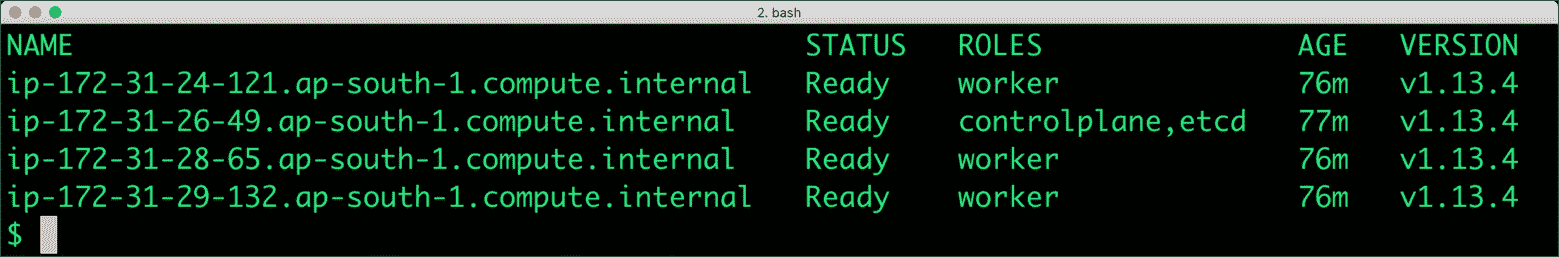 2. bash
NAME STATUS ROLES AGE VERSION
ip-172-31-24-121.ap-south-1.compute.internal Ready worker 76m v1.13.4
ip-172-31-26-49.ap-south-1.compute.internal Ready controlplane,etcd 77m v1.13.4
ip-172-31-28-65.ap-south-1.compute.internal Ready worker 76m v1.13.4
ip-172-31-29-132.ap-south-1.compute.internal Ready worker 76m v1.13.4
$